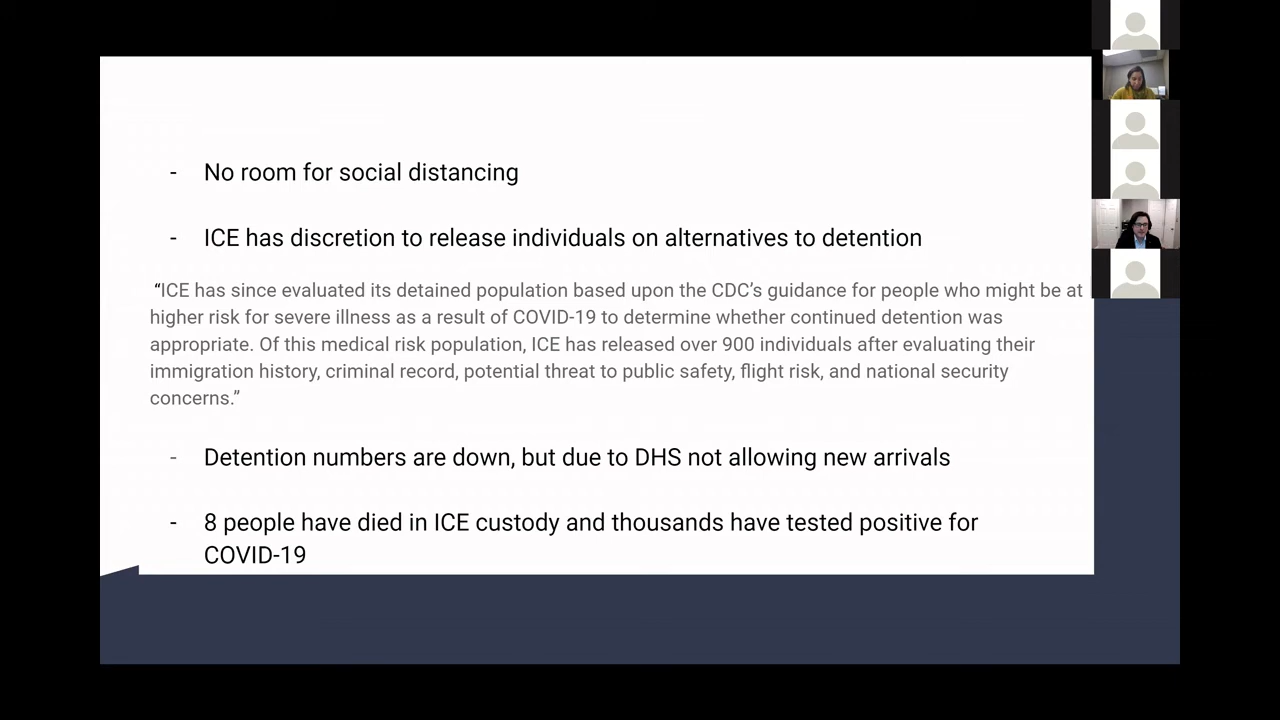 - No room for social distancing
- ICE has discretion to release individuals on alternatives to detention
“ICE has since evaluated its detained population based upon the CDC’s guidance for people who might be at
higher risk for severe illness as a result of COVID-19 to determine whether continued detention was
appropriate. Of this medical risk population, ICE has released over 900 individuals after evaluating their
immigration history, criminal record, potential threat to public safety, flight risk, and national security
concerns.”
- Detention numbers are down, but due to DHS not allowing new arrivals
- 8 people have died in ICE custody and thousands have tested positive for
COVID-19